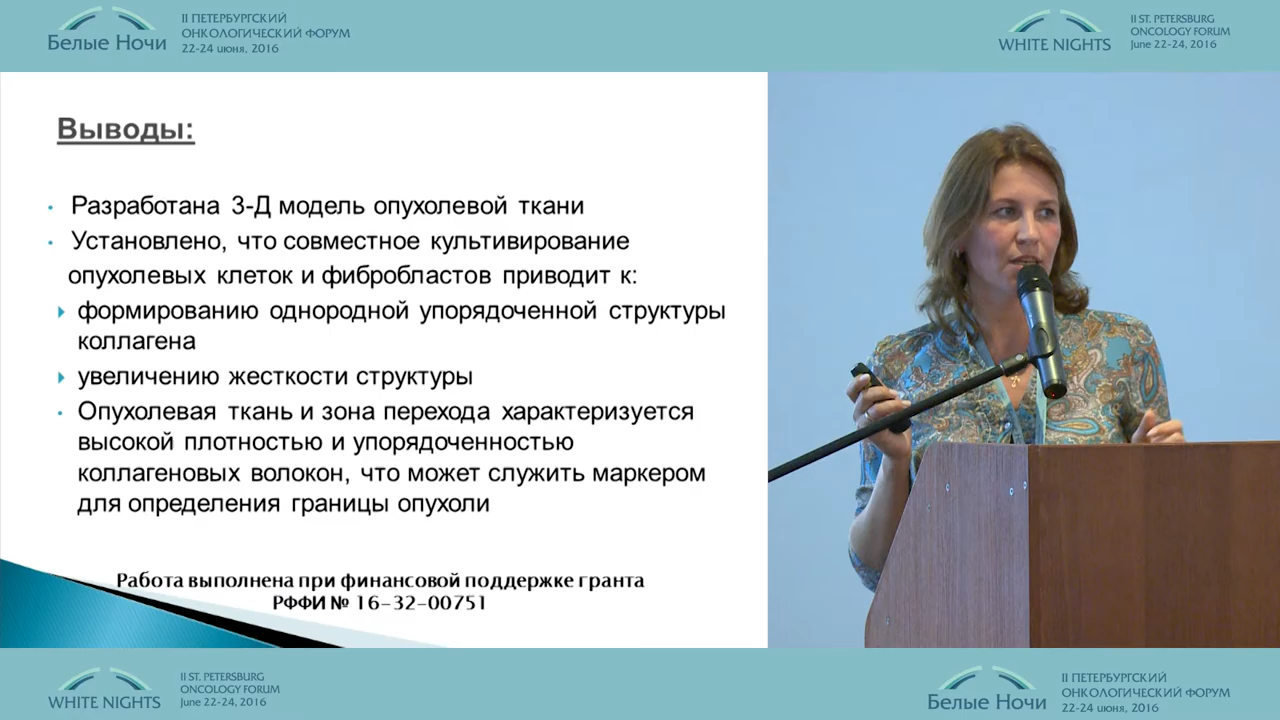 Белые Ночи
II ПЕТЕРБУРГСКИЙ
ОНКОЛОГИЧЕСКИЙ ФОРУМ
22-24 июня, 2016
WHITE NIGHTS
II ST. PETERSBURG
ONCOLOGY FORUM
June 22-24, 2016
Выводы:
• Разработана 3-Д модель опухолевой ткани
• Установлено, что совместное культивирование
опухолевых клеток и фибробластов приводит к:
формированию однородной упорядоченной структуры
коллагена
увеличению жесткости структуры
• Опухолевая ткань и зона перехода характеризуется
высокой плотностью и упорядоченностью
коллагеновых волокон, что может служить маркером
для определения границы опухоли
Работа выполнена при финансовой поддержке гранта
РФФИ № 16-32-00751
WHITE NIGHTS
II ST. PETERSBURG
ONCOLOGY FORUM
June 22-24, 2016
Белые Ночи
II ПЕТЕРБУРГСКИЙ
ОНКОЛОГИЧЕСКИЙ ФОРУМ
22-24 июня, 2016